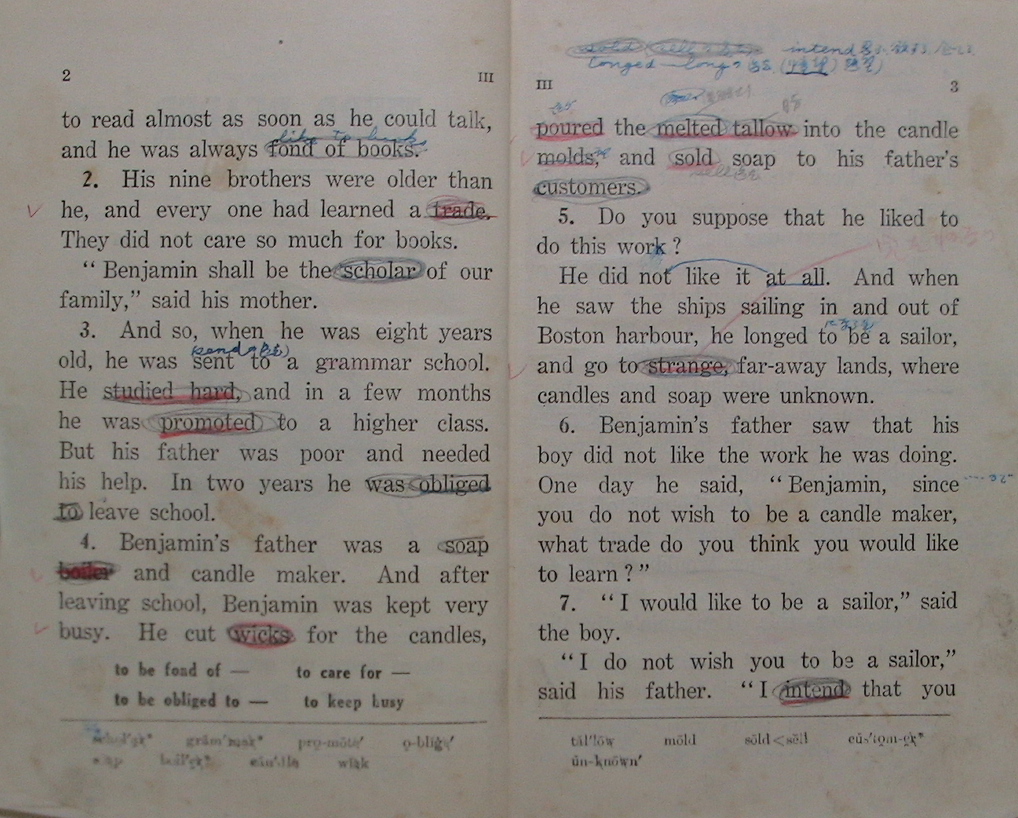 2 III
to read almost as soon as he could talk,
like to book
and he was always fond of books.
2. His nine brothers were older than
he, and every one had learned a trade.
They did not care so much for books.
“ Benjamin shall be the scholar of our
family,” said his mother.
3. And so, when he was eight years
old, he was sent to a grammar school.
He studied hard, and in a few months
he was promoted to a higher class.
But his father was poor and needed
his help. In two years he was obliged
to leave school.
4. Benjamin’s father was a soap
boiler and candle maker. And after
leaving school, Benjamin was kept very
busy. He cut wicks for the candles,
to be fond of — to care for —
to be obliged to — to keep busy
intend
longed — long
III 3
poured the melted tallow into the candle
molds, and sold soap to his father’s
customers.
5. Do you suppose that he liked to
do this work ?
He did not like it at all. And when
he saw the ships sailing in and out of
Boston harbour, he longed to be a sailor,
and go to strange, far-away lands, where
candles and soap were unknown.
6. Benjamin’s father saw that his
boy did not like the work he was doing.
One day he said, “ Benjamin, since
you do not wish to be a candle maker,
what trade do you think you would like
to learn ? ”
7. “ I would like to be a sailor,” said
the boy.
“ I do not wish you to be a sailor,”
said his father. “ I intend that you
tăl′lōw mōld sōld < sĕll
ŭn-knōwn′